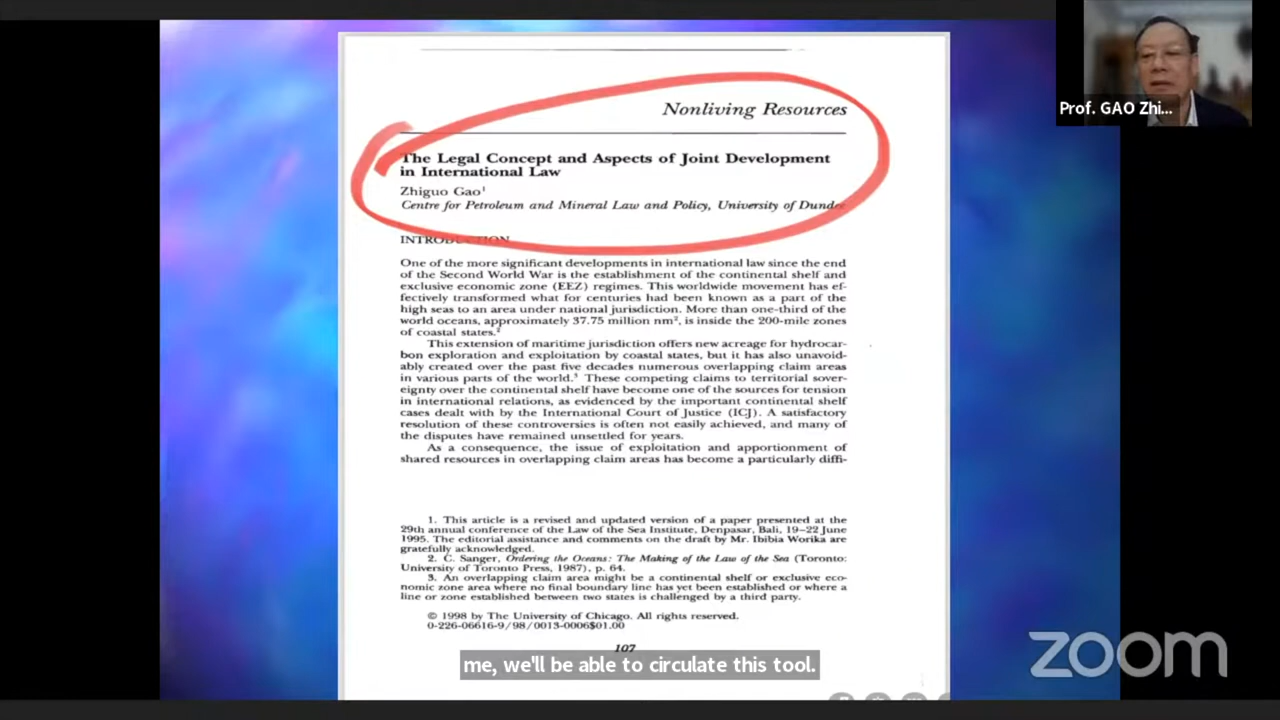 Nonliving Resources
The Legal Concept and Aspects of Joint Development
in International Law
Zhiguo Gao¹
Centre for Petroleum and Mineral Law and Policy, University of Dundee
INTRODUCTION
One of the more significant developments in international law since the end
of the Second World War is the establishment of the continental shelf and
exclusive economic zone (EEZ) regimes. This worldwide movement has ef-
fectively transformed what for centuries had been known as a part of the
high seas to an area under national jurisdiction. More than one-third of the
world oceans, approximately 37.75 million nm², is inside the 200-mile zones
of coastal states.²
This extension of maritime jurisdiction offers new acreage for hydrocar-
bon exploration and exploitation by coastal states, but it has also unavoid-
ably created over the past five decades numerous overlapping claim areas
in various parts of the world.³ These competing claims to territorial sover-
eignty over the continental shelf have become one of the sources for tension
in international relations, as evidenced by the important continental shelf
cases dealt with by the International Court of Justice (ICJ). A satisfactory
resolution of these controversies is often not easily achieved, and many of
the disputes have remained unsettled for years.
As a consequence, the issue of exploitation and apportionment of
shared resources in overlapping claim areas has become a particularly diffi-
1. This article is a revised and updated version of a paper presented at the
29th annual conference of the Law of the Sea Institute, Denpasar, Bali, 19–22 June
1995. The editorial assistance and comments on the draft by Mr. Ibibia Worika are
gratefully acknowledged.
2. C. Sanger, Ordering the Oceans: The Making of the Law of the Sea (Toronto:
University of Toronto Press, 1987), p. 64.
3. An overlapping claim area might be a continental shelf or exclusive eco-
nomic zone area where no final boundary line has yet been established or where a
line or zone established between two states is challenged by a third party.
© 1998 by The University of Chicago. All rights reserved.
0-226-06616-9/98/0013-0006$01.00
107
me, we'll be able to circulate this tool.
Prof. GAO Zhi...
zoom